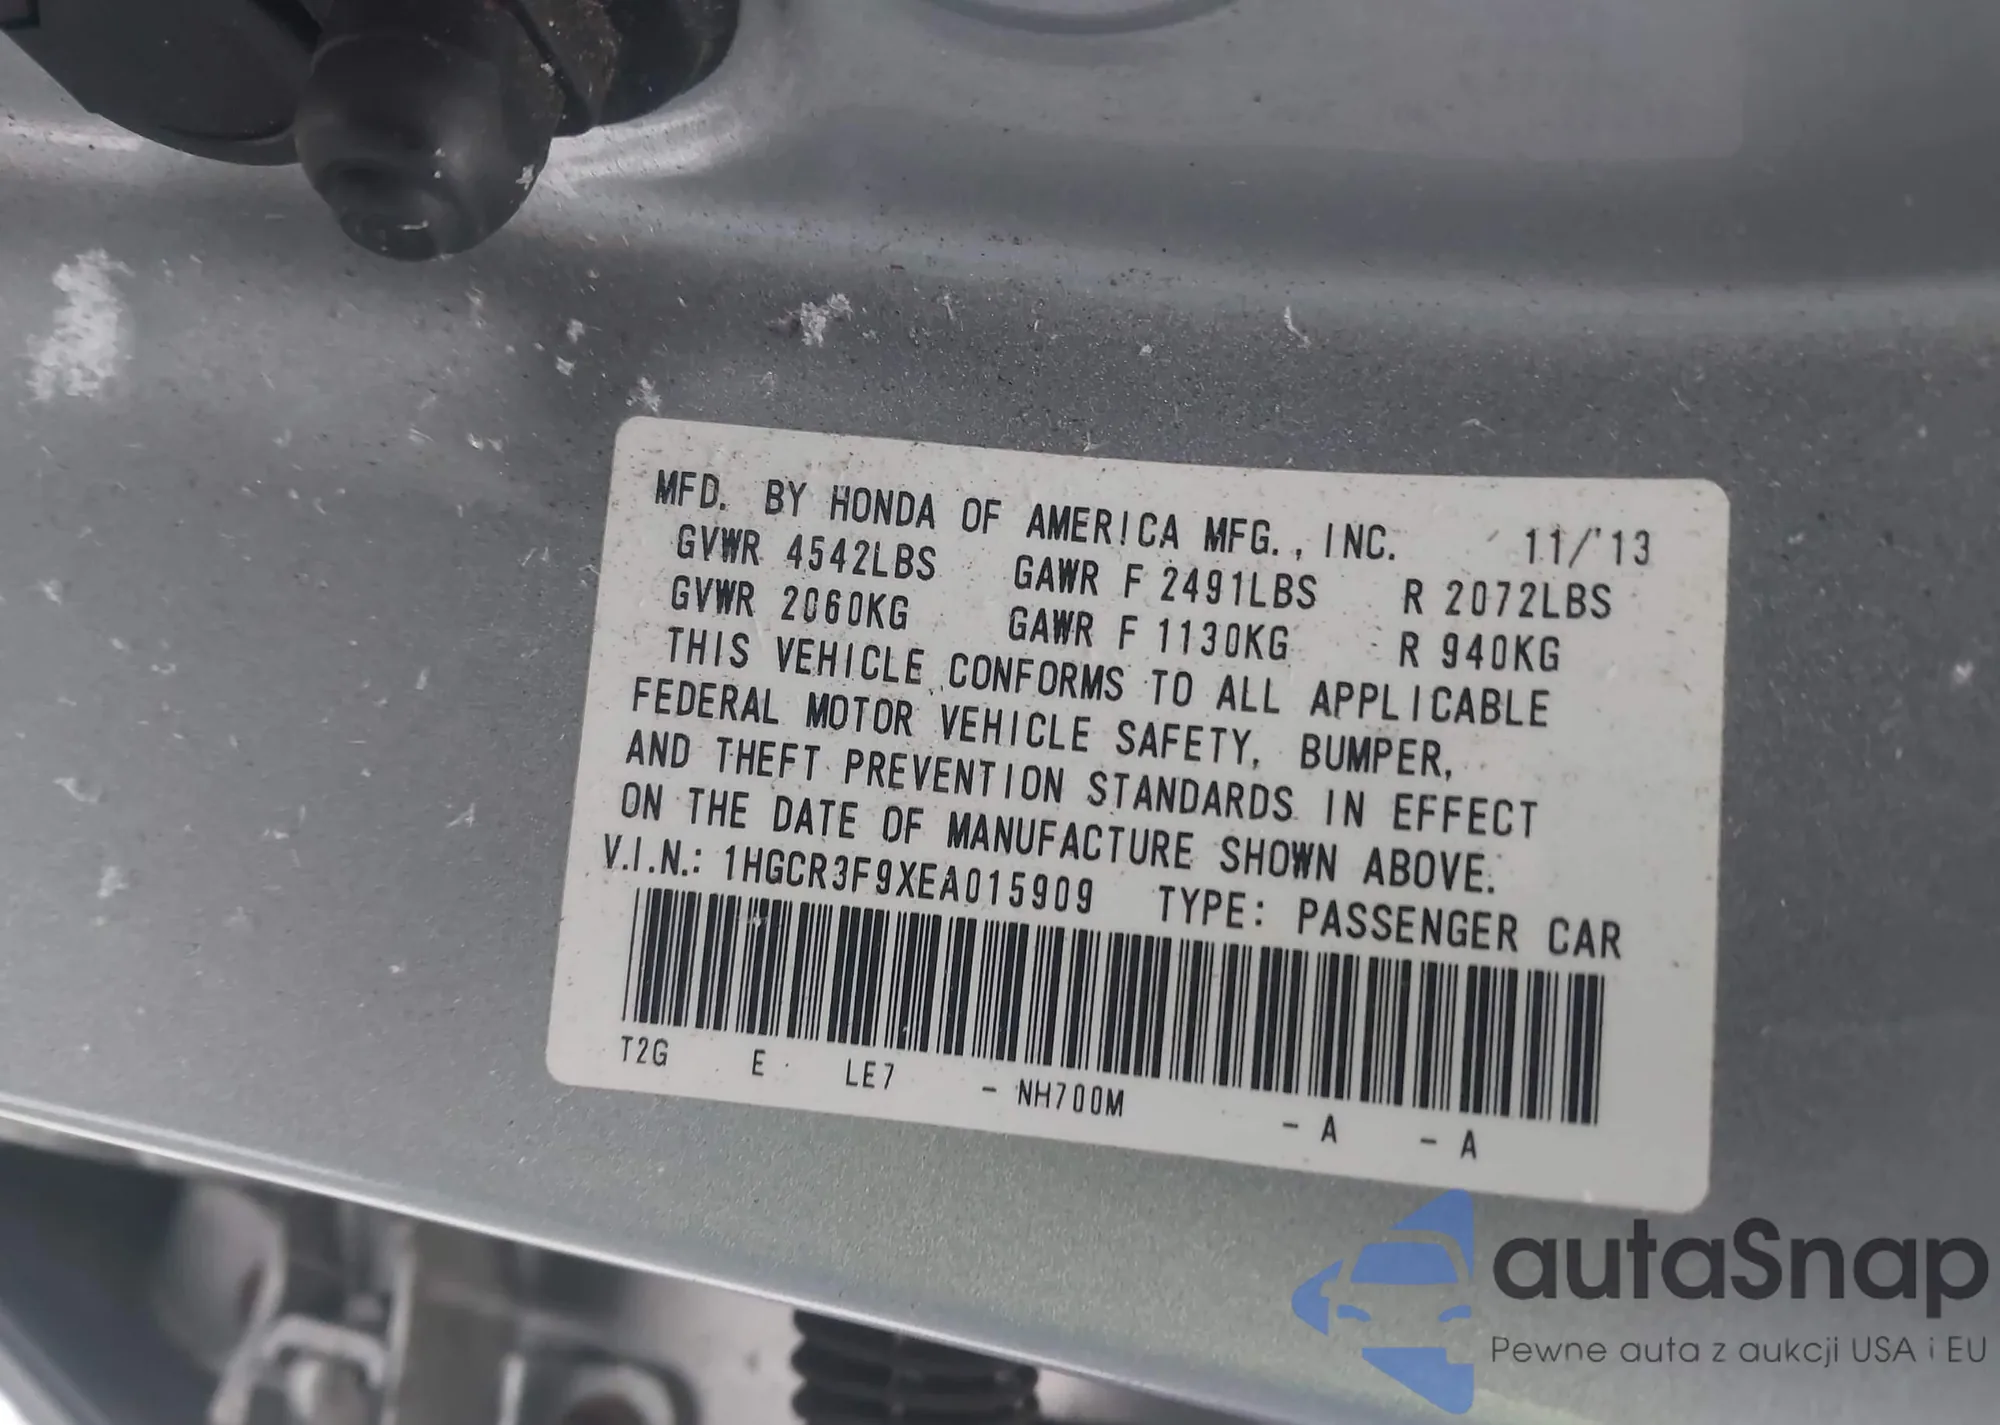 MFD. BY HONDA OF AMERICA MFG., INC. 11/'13
GVWR 4542LBS GAWR F 2491LBS R 2072LBS
GVWR 2060KG GAWR F 1130KG R 940KG
THIS VEHICLE CONFORMS TO ALL APPLICABLE
FEDERAL MOTOR VEHICLE SAFETY, BUMPER,
AND THEFT PREVENTION STANDARDS IN EFFECT
ON THE DATE OF MANUFACTURE SHOWN ABOVE.
V.I.N.: 1HGCR3F9XEA015909 TYPE: PASSENGER CAR
T2G E LE7 - NH700M - A - A
autaSnap
Pewne auta z aukcji USA i EU